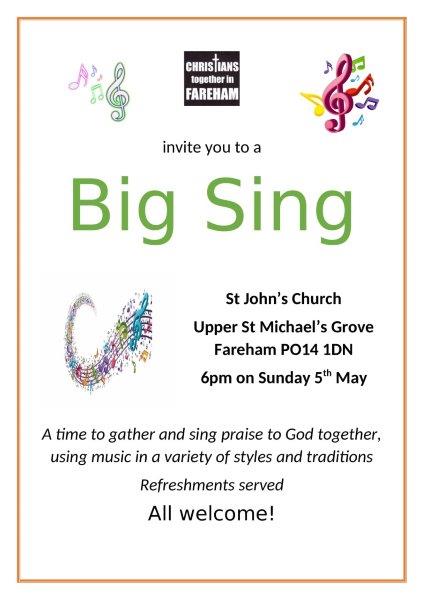 CHRISTIANS
together in
FAREHAM
invite you to a
Big Sing
St John’s Church
Upper St Michael’s Grove
Fareham PO14 1DN
6pm on Sunday 5th May
A time to gather and sing praise to God together,
using music in a variety of styles and traditions
Refreshments served
All welcome!